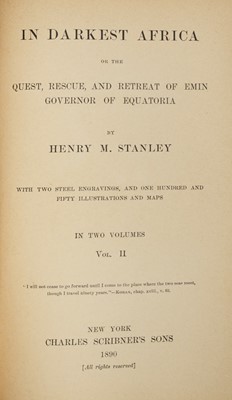 IN DARKEST AFRICA
OR THE
QUEST, RESCUE, AND RETREAT OF EMIN
GOVERNOR OF EQUATORIA
BY
HENRY M. STANLEY
WITH TWO STEEL ENGRAVINGS, AND ONE HUNDRED AND
FIFTY ILLUSTRATIONS AND MAPS
IN TWO VOLUMES
VOL. II
"I will not cease to go forward until I come to the place where the two seas meet,
though I travel ninety years."—KORAN, chap. xviii., v. 62.
NEW YORK
CHARLES SCRIBNER'S SONS
1890
[All rights reserved]